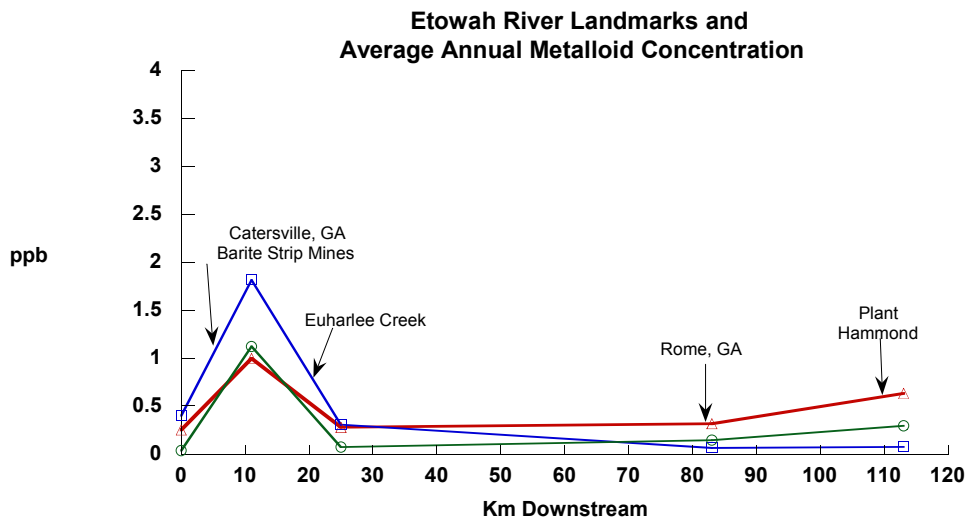 Etowah River Landmarks and
Average Annual Metalloid Concentration
4
3.5
3
2.5
2
1.5
1
0.5
0
ppb
Catersville, GA
Barite Strip Mines
Euharlee Creek
Rome, GA
Plant
Hammond
0 10 20 30 40 50 60 70 80 90 100 110 120
Km Downstream